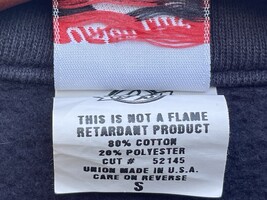 THIS IS NOT A FLAME
RETARDANT PRODUCT
80% COTTON
20% POLYESTER
CUT # 52145
UNION MADE IN U.S.A.
CARE ON REVERSE
S